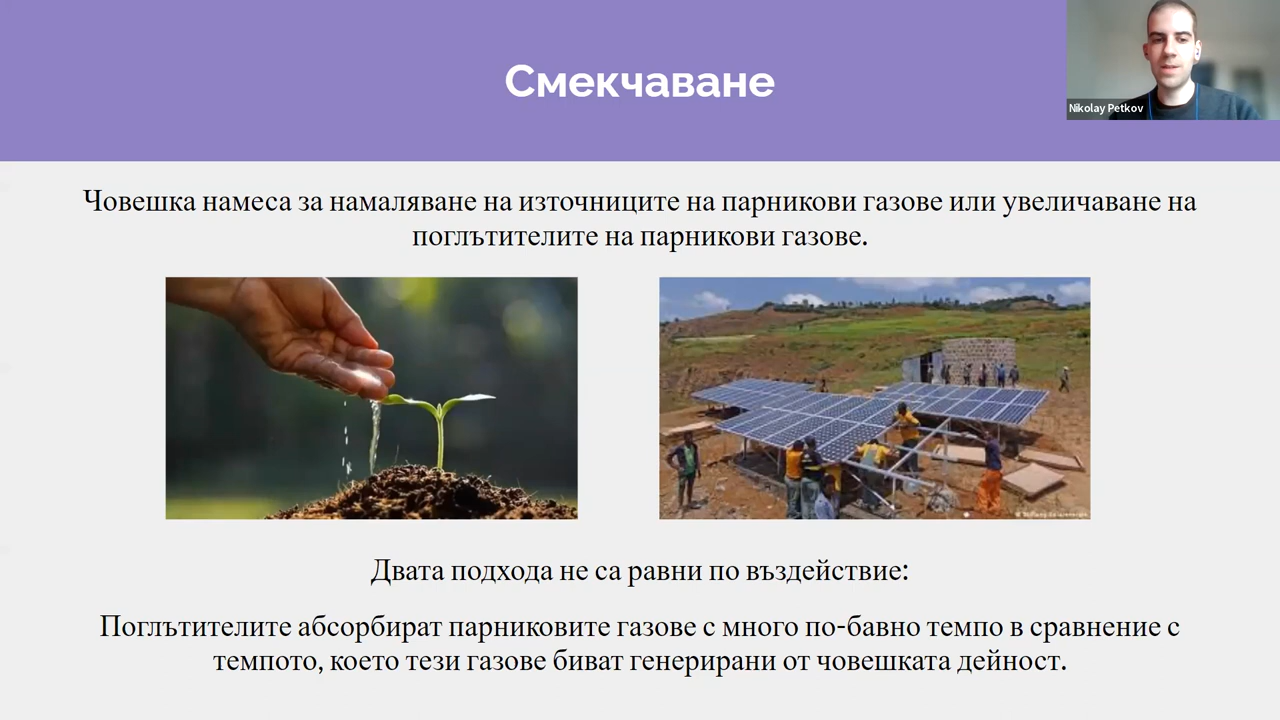 Смекчаване
Nikolay Petkov
Човешка намеса за намаляване на източниците на парникови газове или увеличаване на
поглътителите на парникови газове.
Двата подхода не са равни по въздействие:
Поглътителите абсорбират парниковите газове с много по-бавно темпо в сравнение с
темпото, което тези газове биват генерирани от човешката дейност.